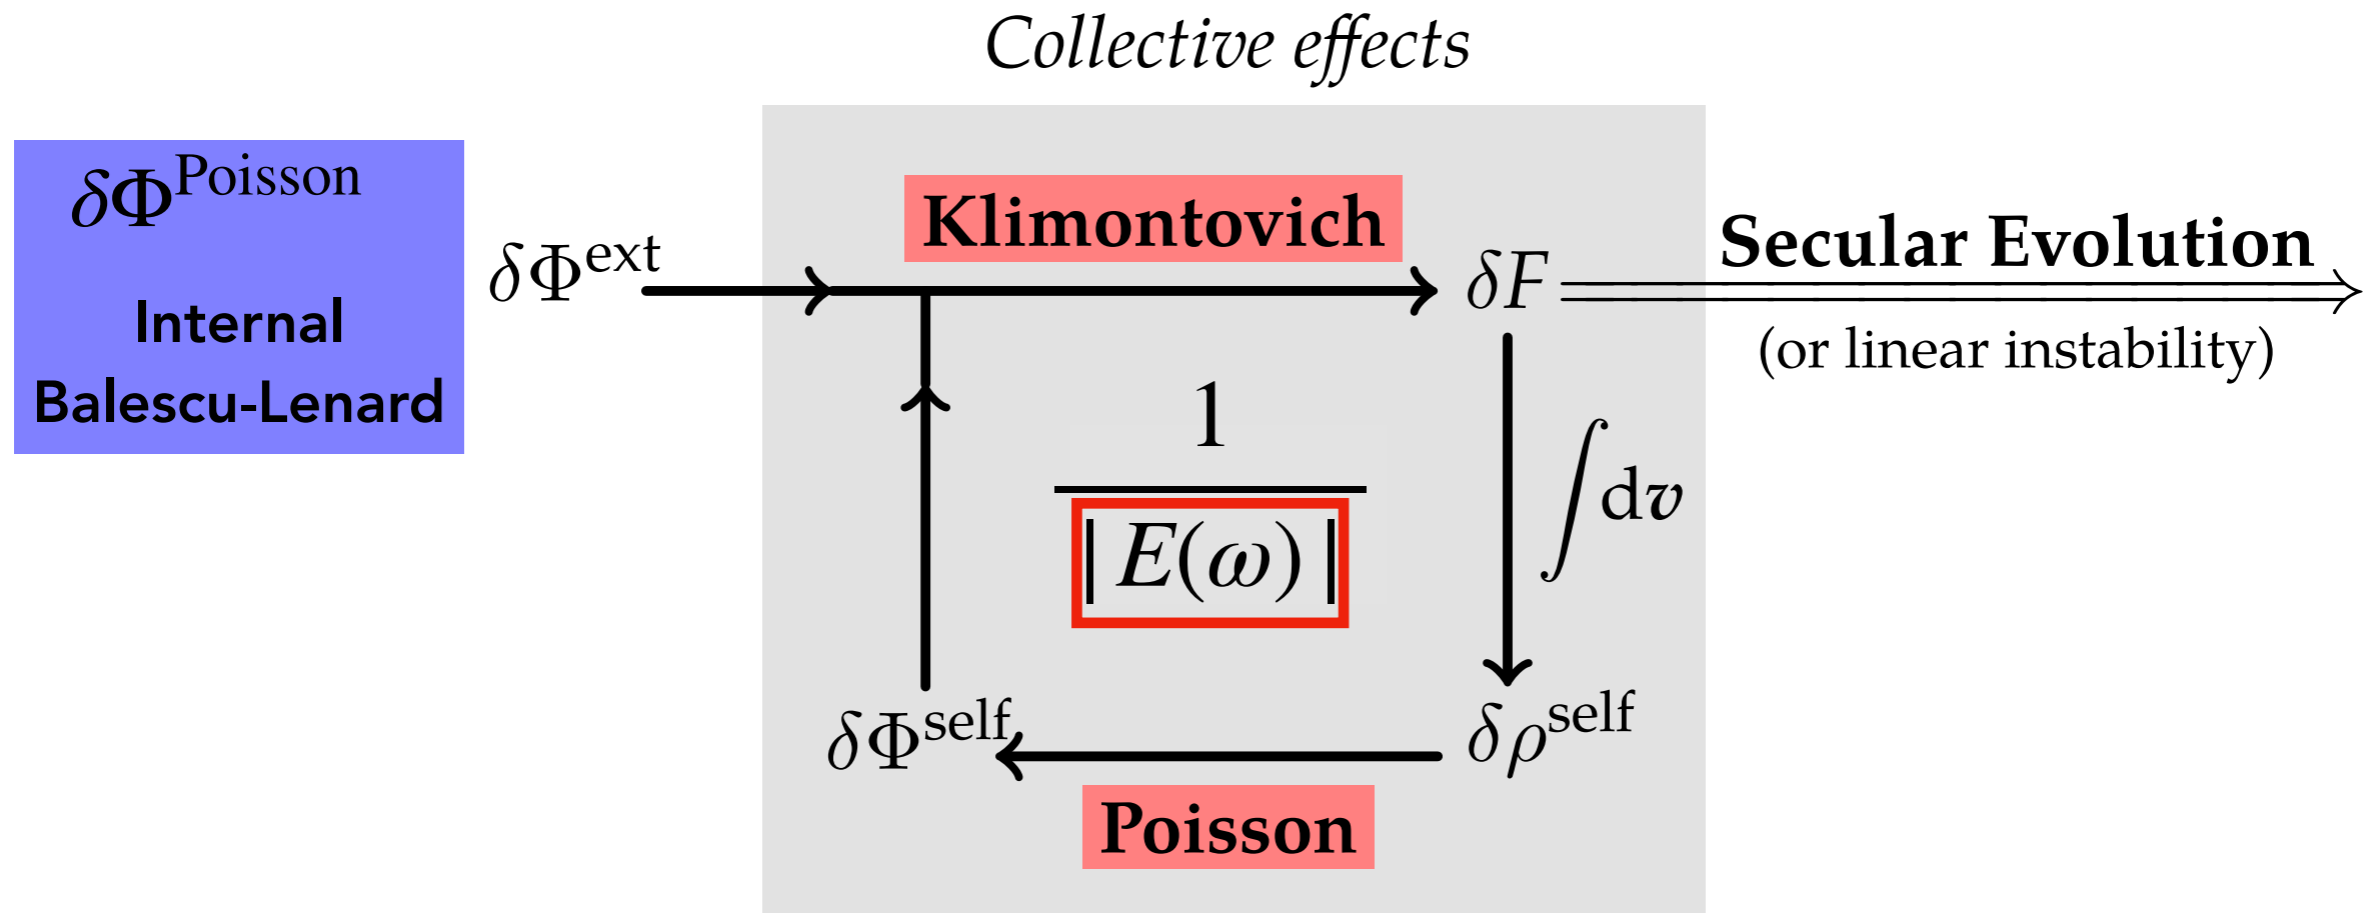 Collective effects
δΦ^Poisson
Internal
Balescu-Lenard
δΦ^ext
Klimontovich
δF
Secular Evolution
(or linear instability)
1
|E(ω)|
∫dv
δΦ^self
δρ^self
Poisson